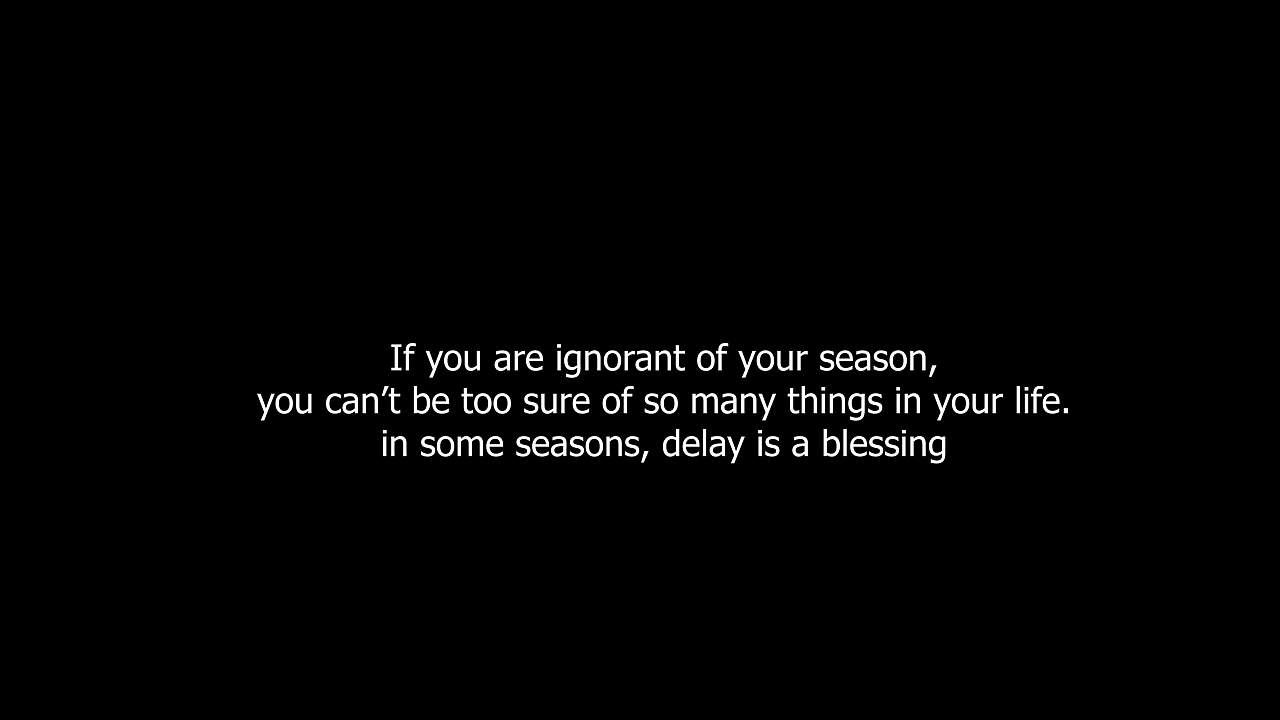 If you are ignorant of your season,
you can’t be too sure of so many things in your life.
in some seasons, delay is a blessing